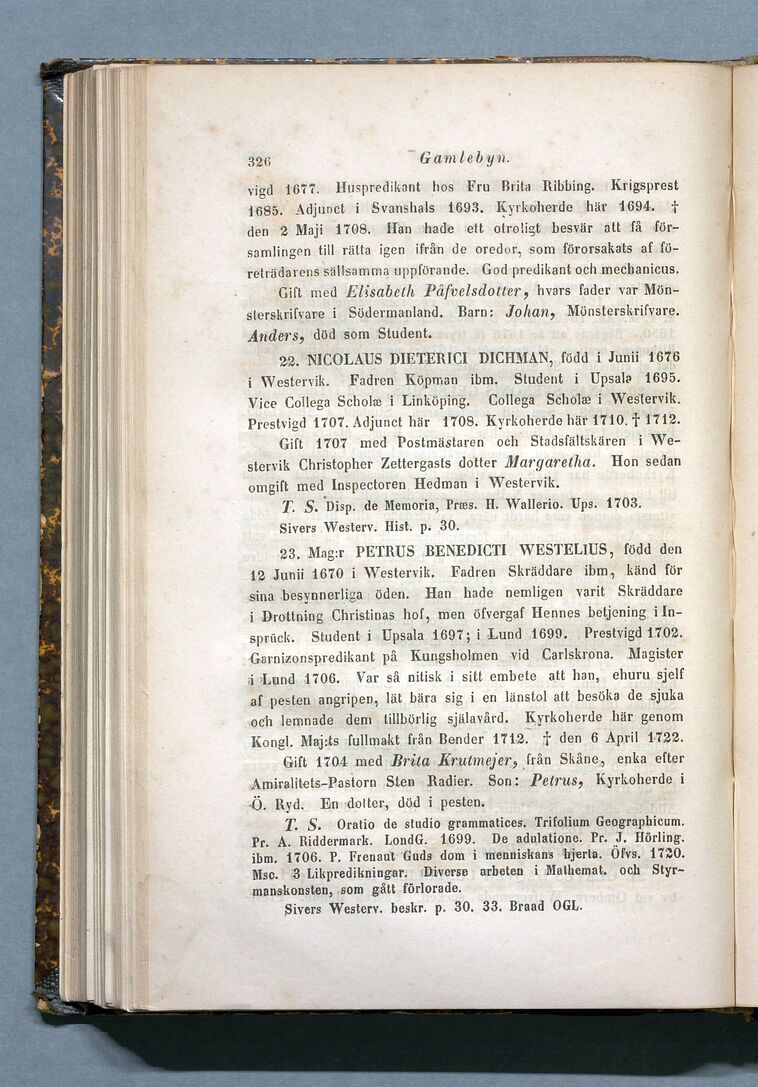 326 Gamlebyn.
vigd 1677. Huspredikant hos Fru Brita Ribbing. Krigsprest
1685. Adjunct i Svanshals 1693. Kyrkoherde här 1694. †
den 2 Maji 1708. Han hade ett otroligt besvär att få för-
samlingen till rätta igen ifrån de oredor, som förorsakats af fö-
reträdarens sällsamma uppförande. God predikant och mechanicus.
Gift med Elisabeth Påfvelsdotter, hvars fader var Mön-
sterskrifvare i Södermanland. Barn: Johan, Mönsterskrifvare.
Anders, död som Student.
22. NICOLAUS DIETERICI DICHMAN, född i Junii 1676
i Westervik. Fadren Köpman ibm. Student i Upsala 1695.
Vice Collega Scholæ i Linköping. Collega Scholæ i Westervik.
Prestvigd 1707. Adjunct här 1708. Kyrkoherde här 1710. † 1712.
Gift 1707 med Postmästaren och Stadsfältskären i We-
stervik Christopher Zettergasts dotter Margaretha. Hon sedan
omgift med Inspectoren Hedman i Westervik.
T. S. Disp. de Memoria, Præs. H. Wallerio. Ups. 1703.
Sivers Westerv. Hist. p. 30.
23. Mag:r PETRUS BENEDICTI WESTELIUS, född den
12 Junii 1670 i Westervik. Fadren Skräddare ibm, känd för
sina besynnerliga öden. Han hade nemligen varit Skräddare
i Drottning Christinas hof, men öfvergaf Hennes betjening i In-
sprück. Student i Upsala 1697; i Lund 1699. Prestvigd 1702.
Garnizonspredikant på Kungsholmen vid Carlskrona. Magister
i Lund 1706. Var så nitisk i sitt embete att han, ehuru sjelf
af pesten angripen, lät bära sig i en länstol att besöka de sjuka
och lemnade dem tillbörlig själavård. Kyrkoherde här genom
Kongl. Maj:ts fullmakt från Bender 1712. † den 6 April 1722.
Gift 1704 med Brita Krutmejer, från Skåne, enka efter
Amiralitets-Pastorn Sten Radier. Son: Petrus, Kyrkoherde i
Ö. Ryd. En dotter, död i pesten.
T. S. Oratio de studio grammatices. Trifolium Geographicum.
Pr. A. Riddermark. LondG. 1699. De adulatione. Pr. J. Hörling.
ibm. 1706. P. Frenaut Guds dom i menniskans hjerta. Öfvs. 1720.
Msc. 3 Likpredikningar. Diverse arbeten i Mathemat. och Styr-
manskonsten, som gått förlorade.
Sivers Westerv. beskr. p. 30. 33. Braad OGL.